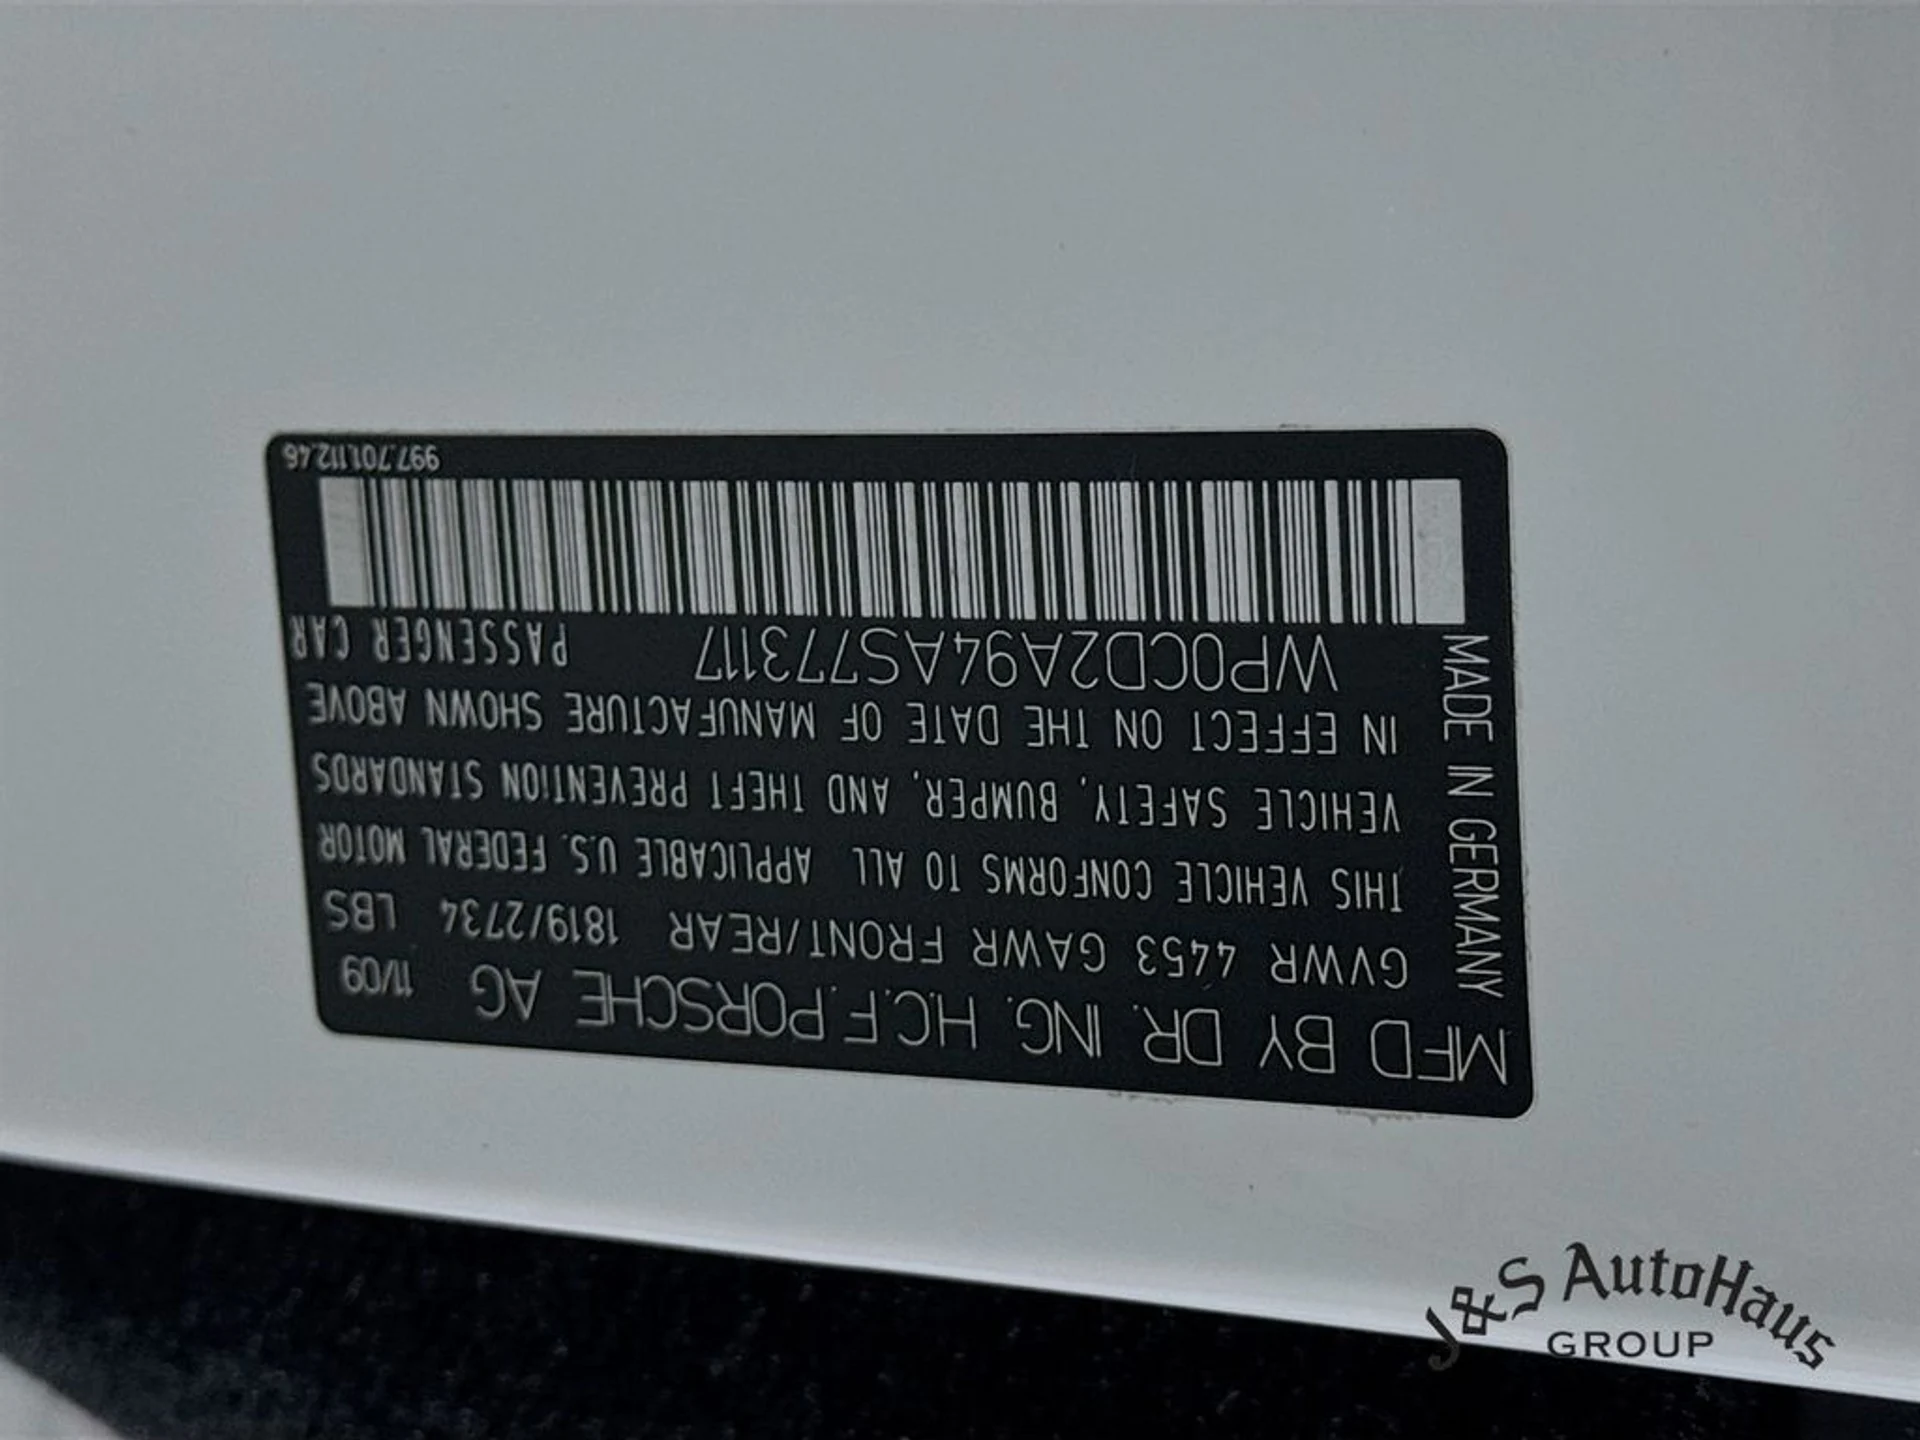 MFD BY DR. ING. H.C.F. PORSCHE AG 11/09
GVWR 4453 GAWR FRONT/REAR 1819/2734 LBS
THIS VEHICLE CONFORMS TO ALL APPLICABLE U.S. FEDERAL MOTOR
VEHICLE SAFETY, BUMPER, AND THEFT PREVENTION STANDARDS
IN EFFECT ON THE DATE OF MANUFACTURE SHOWN ABOVE
WP0CD2A94AS773117 PASSENGER CAR
997.701.112.46
MADE IN GERMANY
J&S AutoHaus
GROUP